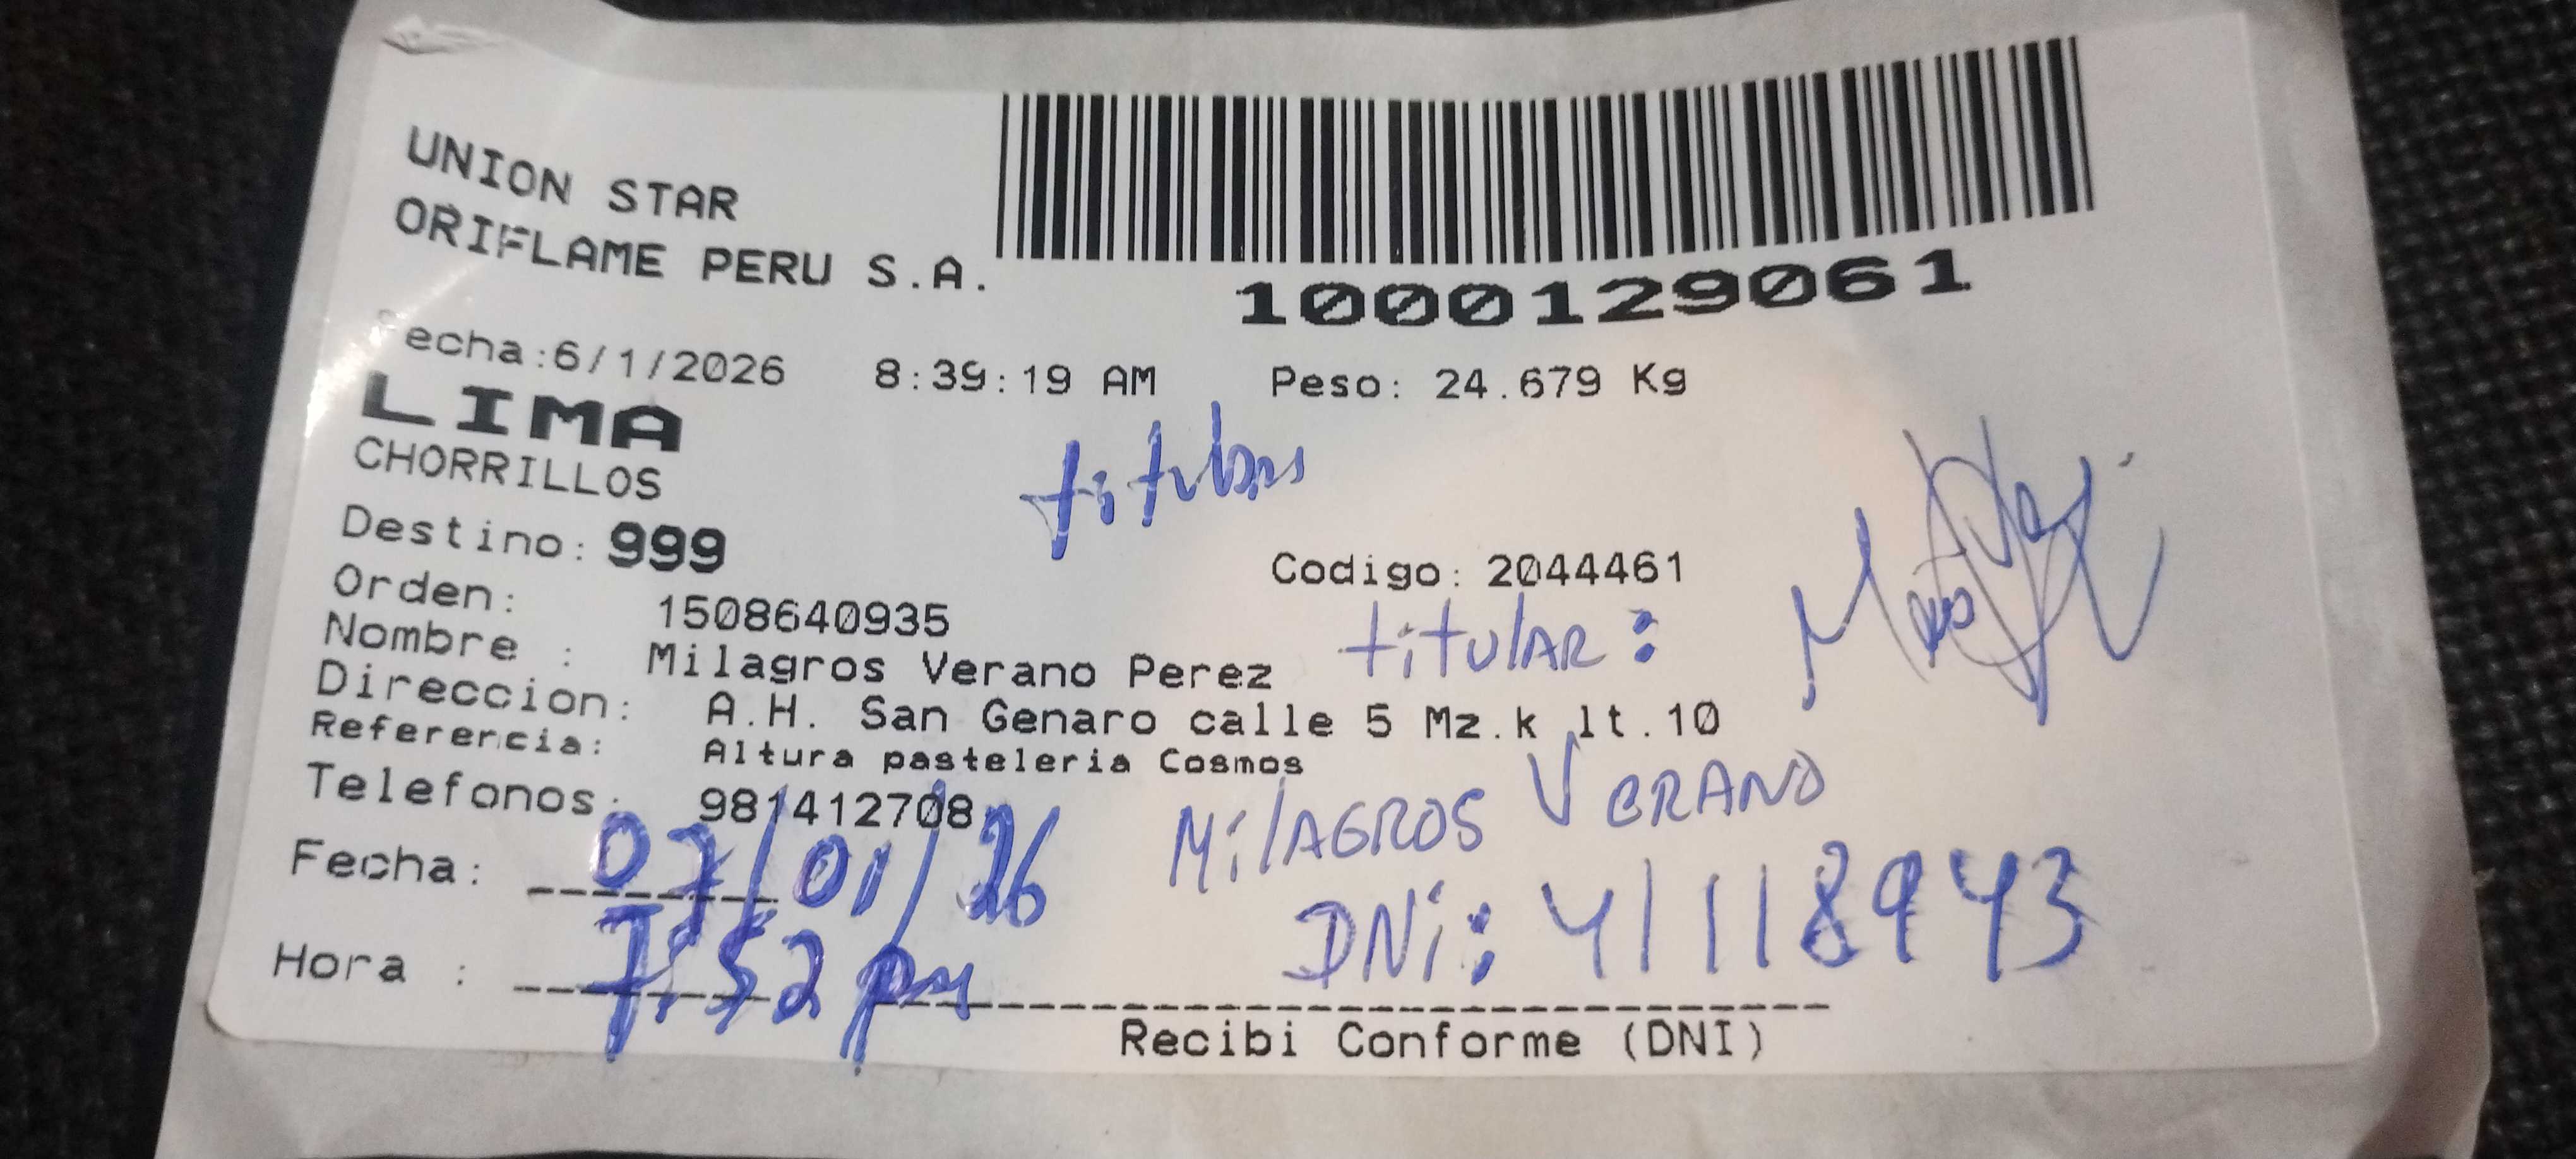 UNION STAR
ORIFLAME PERU S.A.
1000129061
Fecha:6/1/2026 8:39:19 AM Peso: 24.679 Kg
LIMA
CHORRILLOS
titular
Destino: 999
Codigo: 2044461
Orden: 1508640935
Nombre : Milagros Verano Perez
titulAR:
Direccion: A.H. San Genaro calle 5 Mz.k lt.10
Referencia: Altura pasteleria Cosmos
Telefonos: 981412708
MilAGROS VERANO
Fecha: 07/01/26
DNi: 41118943
Hora : 7:52 pm
Recibi Conforme (DNI)